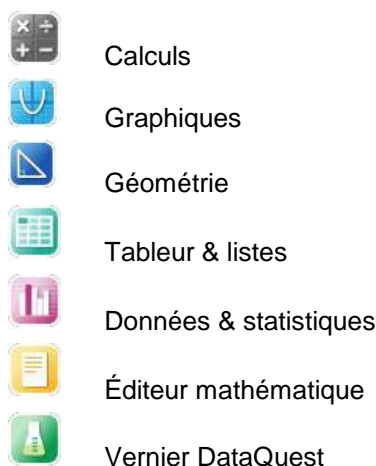 Calculs
Graphiques
Géométrie
Tableur & listes
Données & statistiques
Éditeur mathématique
Vernier DataQuest